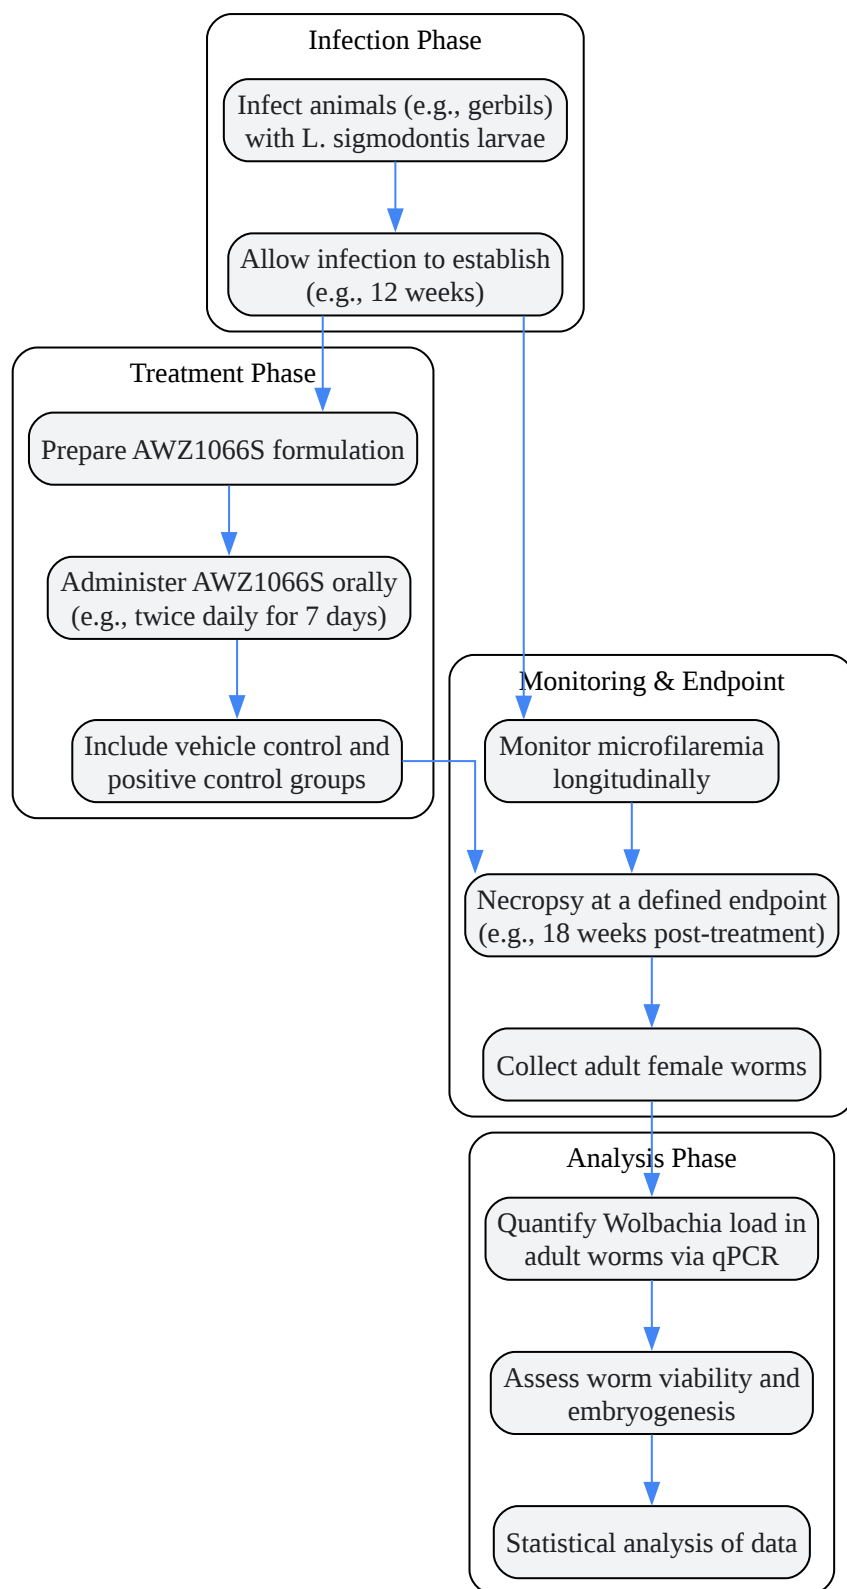 Infection Phase
Infect animals (e.g., gerbils)
with L. sigmodontis larvae
Allow infection to establish
(e.g., 12 weeks)
Treatment Phase
Prepare AWZ1066S formulation
Administer AWZ1066S orally
(e.g., twice daily for 7 days)
Include vehicle control and
positive control groups
Monitoring & Endpoint
Monitor microfilaremia
longitudinally
Necropsy at a defined endpoint
(e.g., 18 weeks post-treatment)
Collect adult female worms
Analysis Phase
Quantify Wolbachia load in
adult worms via qPCR
Assess worm viability and
embryogenesis
Statistical analysis of data